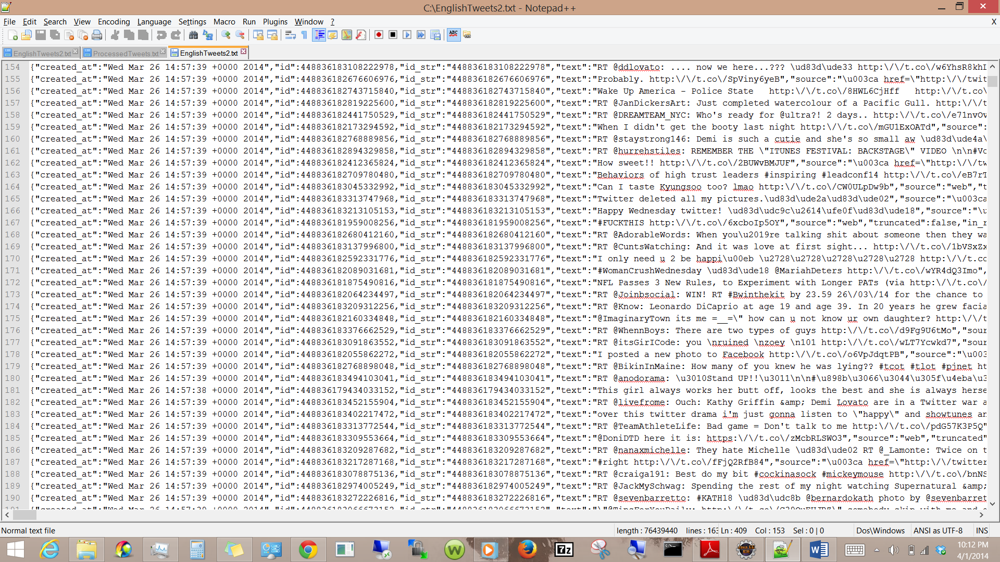 C:\EnglishTweets2.txt - Notepad++
File Edit Search View Encoding Language Settings Macro Run Plugins Window ? X
EnglishTweets2.txt ProcessedTweets.txt EnglishTweets2.txt
154 {"created_at":"Wed Mar 26 14:57:39 +0000 2014","id":448836183108222978,"id_str":"448836183108222978","text":"RT @ddlovato: .... now we here...??? \ud83d\ude33 http:\/\/t.co\/w6YhsR8khI
155 {"created_at":"Wed Mar 26 14:57:39 +0000 2014","id":448836182676606976,"id_str":"448836182676606976","text":"Probably. http:\/\/t.co\/SpViny6yeB","source":"\u003ca href=\"http:\/\/twit
156 {"created_at":"Wed Mar 26 14:57:39 +0000 2014","id":448836182743715840,"id_str":"448836182743715840","text":"Wake Up America - Police State   http:\/\/t.co\/8HWL6CjHff   http:\/\/t.co\
157 {"created_at":"Wed Mar 26 14:57:39 +0000 2014","id":448836182819225600,"id_str":"448836182819225600","text":"RT @JanDickersArt: Just completed watercolour of a Pacific Gull. http:\/\/t
158 {"created_at":"Wed Mar 26 14:57:39 +0000 2014","id":448836182441750529,"id_str":"448836182441750529","text":"RT @DREAMTEAM_NYC: Who's ready for @ultra?! 2 days.. http:\/\/t.co\/e71nvOv
159 {"created_at":"Wed Mar 26 14:57:39 +0000 2014","id":448836182173294592,"id_str":"448836182173294592","text":"When I didn't get the booty last night http:\/\/t.co\/mGU1ExOATd","source":
160 {"created_at":"Wed Mar 26 14:57:39 +0000 2014","id":448836182768889856,"id_str":"448836182768889856","text":"RT @staystrong146: Demi is such a cutie and she's so small aw \ud83d\ude4a\
161 {"created_at":"Wed Mar 26 14:57:39 +0000 2014","id":448836182894329858,"id_str":"448836182894329858","text":"RT @hurrehstiles: REMEMBER THE \"ITUNES FESTIVAL: BACKSTAGE\" VIDEO \n\n#Vo
162 {"created_at":"Wed Mar 26 14:57:39 +0000 2014","id":448836182412365824,"id_str":"448836182412365824","text":"How sweet!! http:\/\/t.co\/2BUWvBMJUF","source":"\u003ca href=\"http:\/\/tw
163 {"created_at":"Wed Mar 26 14:57:39 +0000 2014","id":448836182709780480,"id_str":"448836182709780480","text":"Behaviors of high trust leaders #inspiring #leadconf14 http:\/\/t.co\/eB7rT
164 {"created_at":"Wed Mar 26 14:57:39 +0000 2014","id":448836183045332992,"id_str":"448836183045332992","text":"Can I taste Kyungsoo too? lmao http:\/\/t.co\/CW0ULpDw9b","source":"web","t
165 {"created_at":"Wed Mar 26 14:57:39 +0000 2014","id":448836183313747968,"id_str":"448836183313747968","text":"Twitter deleted all my pictures.\ud83d\ude2a\ud83d\ude02","source":"\u003ca
166 {"created_at":"Wed Mar 26 14:57:39 +0000 2014","id":448836183213105153,"id_str":"448836183213105153","text":"Happy Wednesday twitter! \ud83d\udc9c\u2614\ufe0f\ud83d\ude18","source":"\u
167 {"created_at":"Wed Mar 26 14:57:39 +0000 2014","id":448836181959008256,"id_str":"448836181959008256","text":"#FUCKTHIS http:\/\/t.co\/6xcboIp5OY","source":"web","truncated":false,"in_r
168 {"created_at":"Wed Mar 26 14:57:39 +0000 2014","id":448836182680412160,"id_str":"448836182680412160","text":"RT @AdorableWords: When you\u2019re talking shit about someone then they wa
169 {"created_at":"Wed Mar 26 14:57:39 +0000 2014","id":448836183137996800,"id_str":"448836183137996800","text":"RT @CuntsWatching: And it was love at first sight... http:\/\/t.co\/lbVSxZx
170 {"created_at":"Wed Mar 26 14:57:39 +0000 2014","id":448836182592331776,"id_str":"448836182592331776","text":"I only need u 2 be happi\u00eb \u2728\u2728\u2728\u2728\u2728 http:\/\/t.co
171 {"created_at":"Wed Mar 26 14:57:39 +0000 2014","id":448836182089031681,"id_str":"448836182089031681","text":"#WomanCrushWednesday \ud83d\ude18 @MariahDeters http:\/\/t.co\/wYR4dQ3Imo",
172 {"created_at":"Wed Mar 26 14:57:39 +0000 2014","id":448836181875490816,"id_str":"448836181875490816","text":"NFL Passes 3 New Rules, to Experiment with Longer PATs (via http:\/\/t.co\/
173 {"created_at":"Wed Mar 26 14:57:39 +0000 2014","id":448836182064234497,"id_str":"448836182064234497","text":"RT @Joinbsocial: WIN! RT #Bwinthekit by 23.59 26\/03\/14 for the chance to
174 {"created_at":"Wed Mar 26 14:57:39 +0000 2014","id":448836183209312256,"id_str":"448836183209312256","text":"RT @Know: Leonardo DiCaprio at age 19 and age 39. In 20 years he grew facia
175 {"created_at":"Wed Mar 26 14:57:39 +0000 2014","id":448836182160334848,"id_str":"448836182160334848","text":"@ImaginaryTown its me =__=\" how can u not know ur own daughter? http:\/\/t
176 {"created_at":"Wed Mar 26 14:57:39 +0000 2014","id":448836183376662529,"id_str":"448836183376662529","text":"RT @WhennBoys: There are two types of guys http:\/\/t.co\/d9Fg9U6tMo","sour
177 {"created_at":"Wed Mar 26 14:57:39 +0000 2014","id":448836183091863552,"id_str":"448836183091863552","text":"RT @itsGirICode: you \nruined \nzoey \n101 http:\/\/t.co\/wLT7Ycwkd7","sour
178 {"created_at":"Wed Mar 26 14:57:39 +0000 2014","id":448836182055862272,"id_str":"448836182055862272","text":"I posted a new photo to Facebook http:\/\/t.co\/o6VpJdqtPB","source":"\u003
179 {"created_at":"Wed Mar 26 14:57:39 +0000 2014","id":448836182768898048,"id_str":"448836182768898048","text":"RT @BikinInMaine: How many of you knew he was lying?? #tcot #tlot #pjnet ht
180 {"created_at":"Wed Mar 26 14:57:39 +0000 2014","id":448836183494103041,"id_str":"448836183494103041","text":"RT @anodorama: \u3010Stand UP!!\u3011\n\n#\u898b\u3066\u3044\u305f\u4eba\u3
181 {"created_at":"Wed Mar 26 14:57:38 +0000 2014","id":448836179434033152,"id_str":"448836179434033152","text":"This girl always works her butt off, looks the best and she is always herse
182 {"created_at":"Wed Mar 26 14:57:39 +0000 2014","id":448836183452155904,"id_str":"448836183452155904","text":"RT @livefrome: Ouch: Kathy Griffin &amp; Demi Lovato are in a Twitter war a
183 {"created_at":"Wed Mar 26 14:57:39 +0000 2014","id":448836183402217472,"id_str":"448836183402217472","text":"over this twitter drama i'm just gonna listen to \"happy\" and showtunes an
184 {"created_at":"Wed Mar 26 14:57:39 +0000 2014","id":448836183313772544,"id_str":"448836183313772544","text":"RT @TeamAthleteLife: Bad game = Don't talk to me http:\/\/t.co\/pdG57K3P5Q"
185 {"created_at":"Wed Mar 26 14:57:39 +0000 2014","id":448836183309553664,"id_str":"448836183309553664","text":"@DoniDTD here it is: https:\/\/t.co\/zMcbRLSWO3","source":"web","truncated"
186 {"created_at":"Wed Mar 26 14:57:39 +0000 2014","id":448836183209287682,"id_str":"448836183209287682","text":"RT @nanaxmichelle: They hate Michelle \ud83d\ude02 RT @_Lamonte: Twice on t
187 {"created_at":"Wed Mar 26 14:57:39 +0000 2014","id":448836183217287168,"id_str":"448836183217287168","text":"#right http:\/\/t.co\/fFjQ2RfB84","source":"\u003ca href=\"http:\/\/twitter
188 {"created_at":"Wed Mar 26 14:57:39 +0000 2014","id":448836183078875136,"id_str":"448836183078875136","text":"RT @craiga191: Best do my bit #cockinasock #mickeymouse http:\/\/t.co\/bnNS
189 {"created_at":"Wed Mar 26 14:57:39 +0000 2014","id":448836182974005249,"id_str":"448836182974005249","text":"RT @JackMySchwag: Spending the rest of my night watching Supernatural &amp;
190 {"created_at":"Wed Mar 26 14:57:39 +0000 2014","id":448836183272226816,"id_str":"448836183272226816","text":"RT @sevenbarretto: #KATH18 \ud83d\udc8b @bernardokath photo by @sevenbarret
Normal text file length : 76439440 lines : 163 Ln : 409 Col : 153 Sel : 0 | 0 Dos\Windows ANSI as UTF-8 INS
10:12 PM
4/1/2014